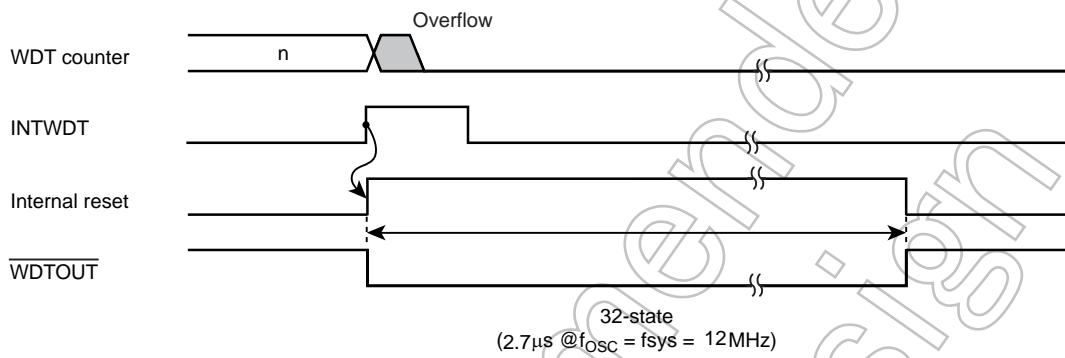 Overflow
WDT counter n
INTWDT
Internal reset
WDTOUT
32-state
(2.7μs @fOSC = fsys = 12MHz)